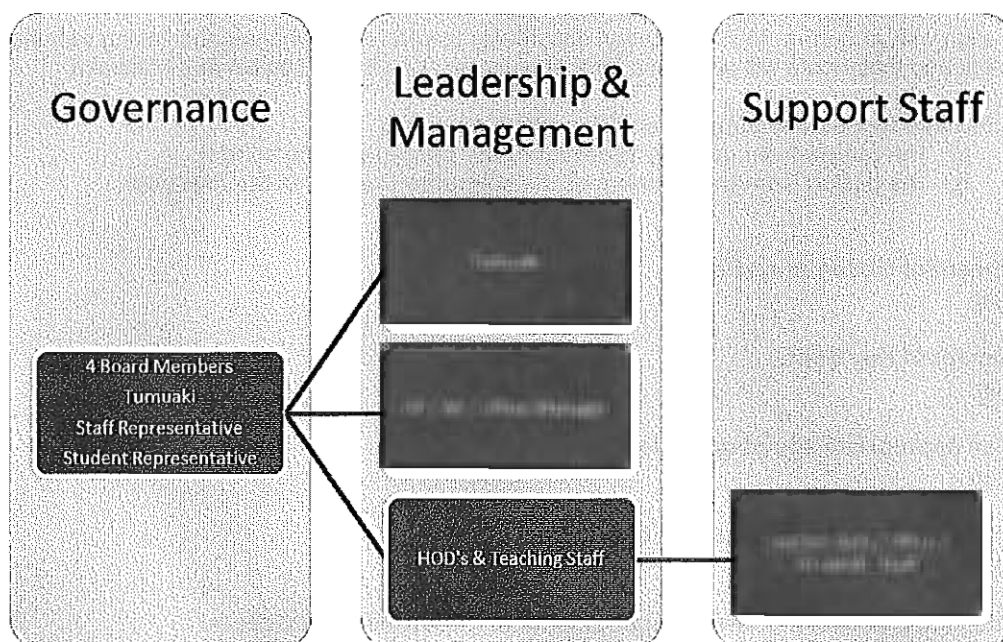 Governance
Leadership &
Management
Support Staff
4 Board Members
Tumuaki
Staff Representative
Student Representative
HOD's & Teaching Staff